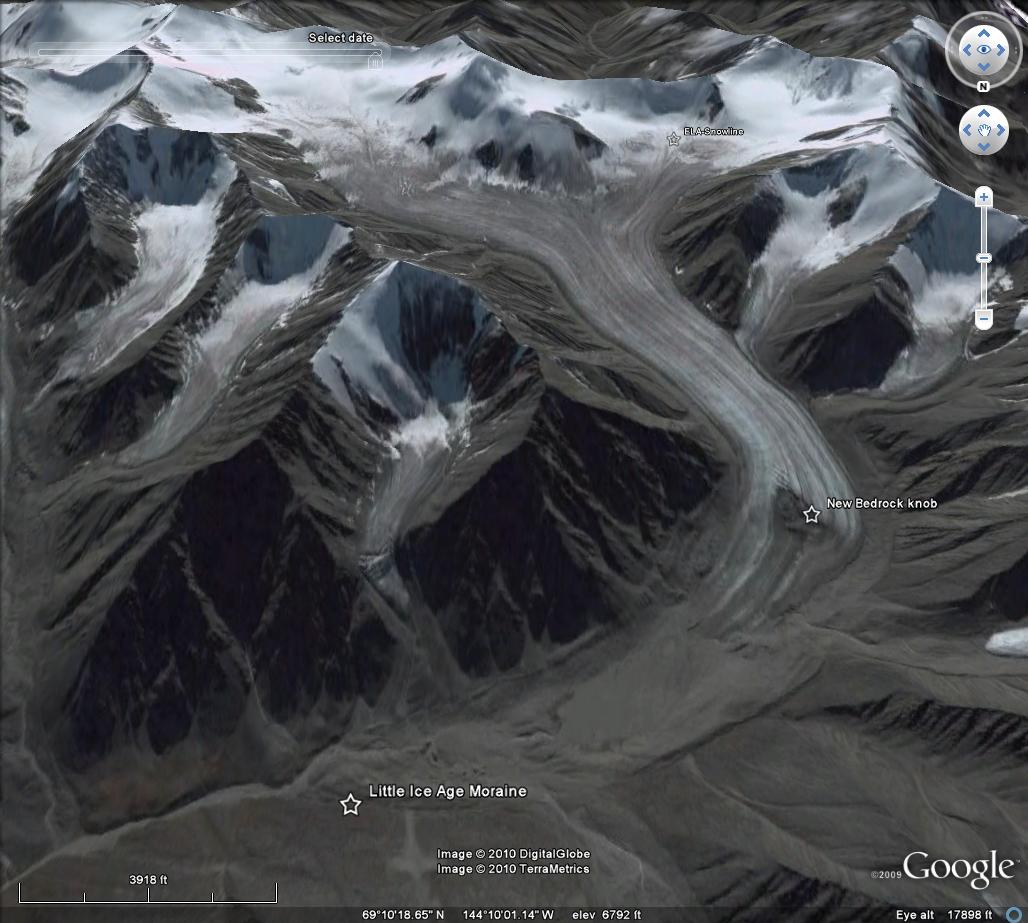 Select date
N
ELA-Snowline
New Bedrock knob
Little Ice Age Moraine
Image © 2010 DigitalGlobe
Image © 2010 TerraMetrics
©2009 Google
3918 ft
69°10'18.65" N 144°10'01.14" W elev 6792 ft
Eye alt 17898 ft